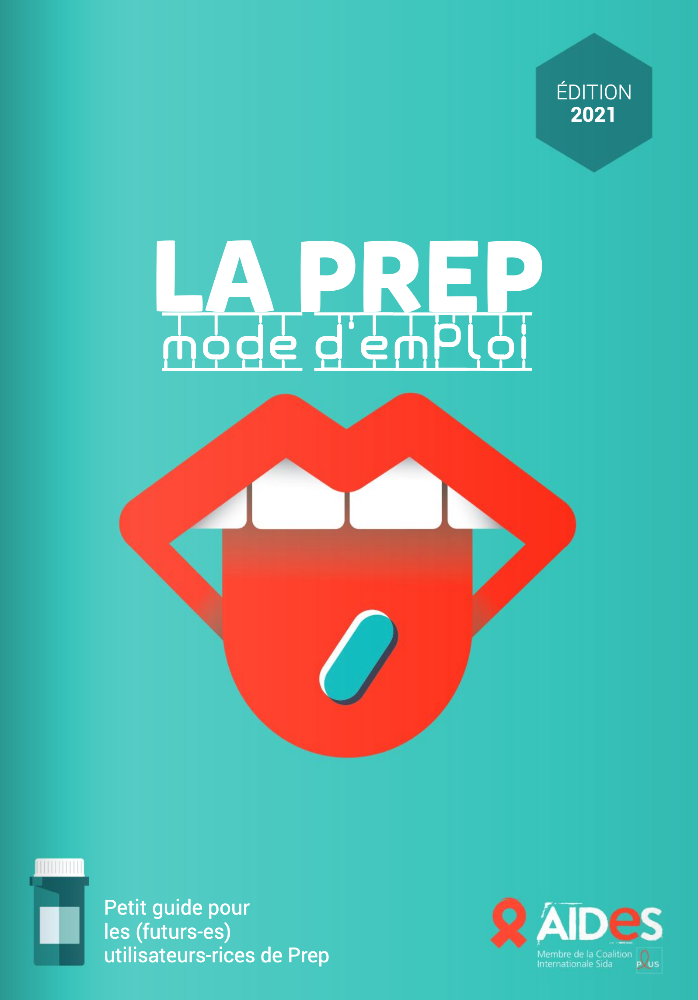 ÉDITION
2021
LA PREP
mode d'emploi
Petit guide pour
les (futurs-es)
utilisateurs-rices de Prep
AIDeS
Membre de la Coalition
Internationale Sida
PLUS